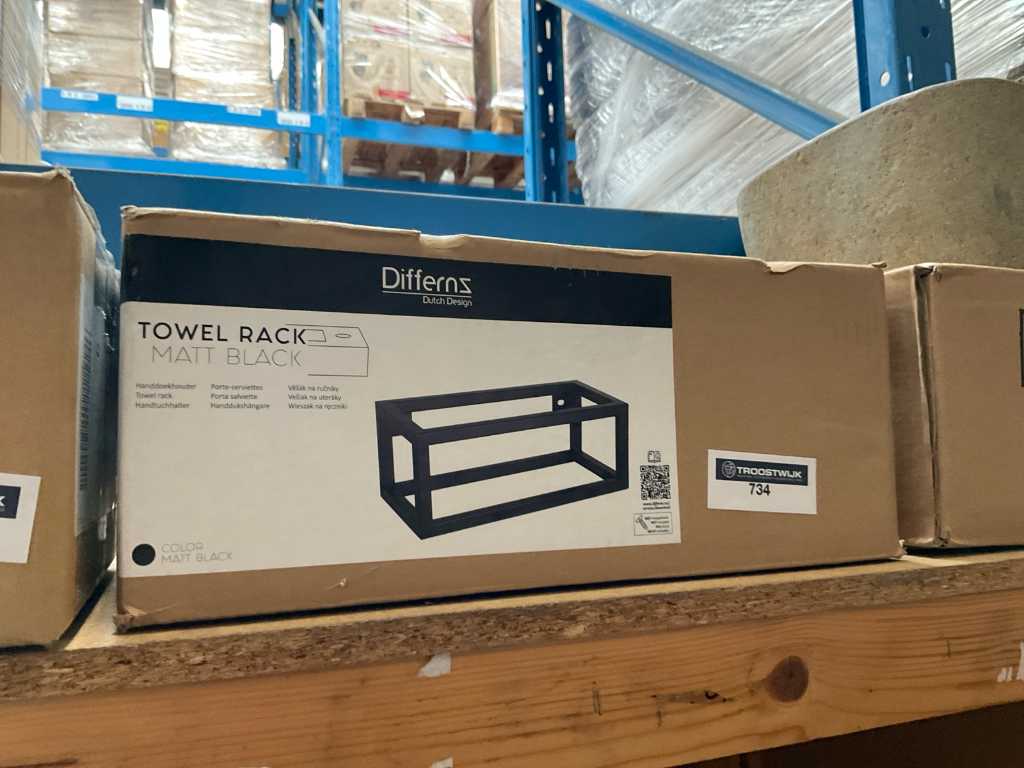 Differnz
Dutch Design
TOWEL RACK
MATT BLACK
Handdoekhouder
Towel rack
Handtuchhalter
Porte-serviettes
Porta salviette
Handdukshängare
Věšák na ručníky
Vešiak na uteráky
Wieszak na ręczniki
COLOR
MATT BLACK
TROOSTWIJK
734